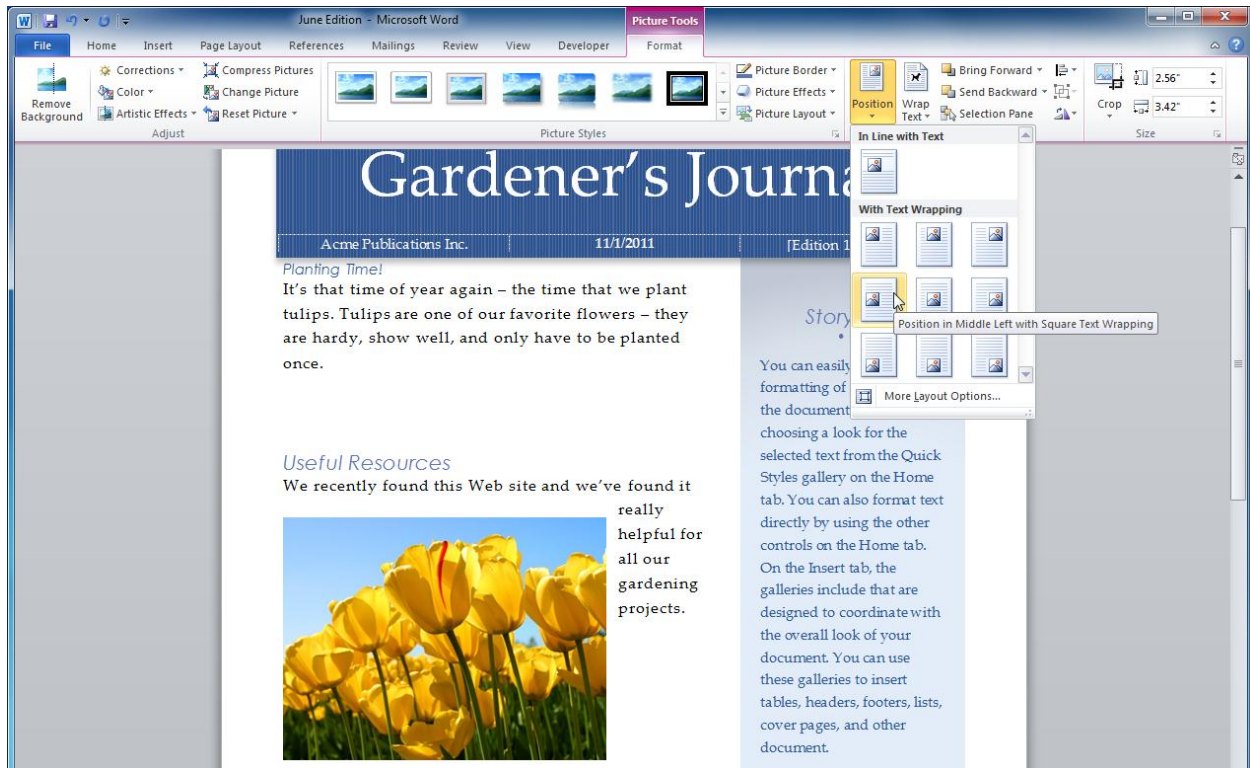 June Edition - Microsoft Word
Picture Tools
File Home Insert Page Layout References Mailings Review View Developer Format
Remove Background
Corrections
Color
Artistic Effects
Compress Pictures
Change Picture
Reset Picture
Adjust
Picture Styles
Picture Border
Picture Effects
Picture Layout
Position
Wrap Text
Bring Forward
Send Backward
Selection Pane
Crop
2.56"
3.42"
Size
In Line with Text
With Text Wrapping
Position in Middle Left with Square Text Wrapping
More Layout Options...
Gardener's Journa
Acme Publications Inc. 11/1/2011 [Edition 1
Planting Time!
It's that time of year again – the time that we plant
tulips. Tulips are one of our favorite flowers – they
are hardy, show well, and only have to be planted
once.
Useful Resources
We recently found this Web site and we've found it
really
helpful for
all our
gardening
projects.
Story
You can easily
formatting of
the document
choosing a look for the
selected text from the Quick
Styles gallery on the Home
tab. You can also format text
directly by using the other
controls on the Home tab.
On the Insert tab, the
galleries include that are
designed to coordinate with
the overall look of your
document. You can use
these galleries to insert
tables, headers, footers, lists,
cover pages, and other
document.